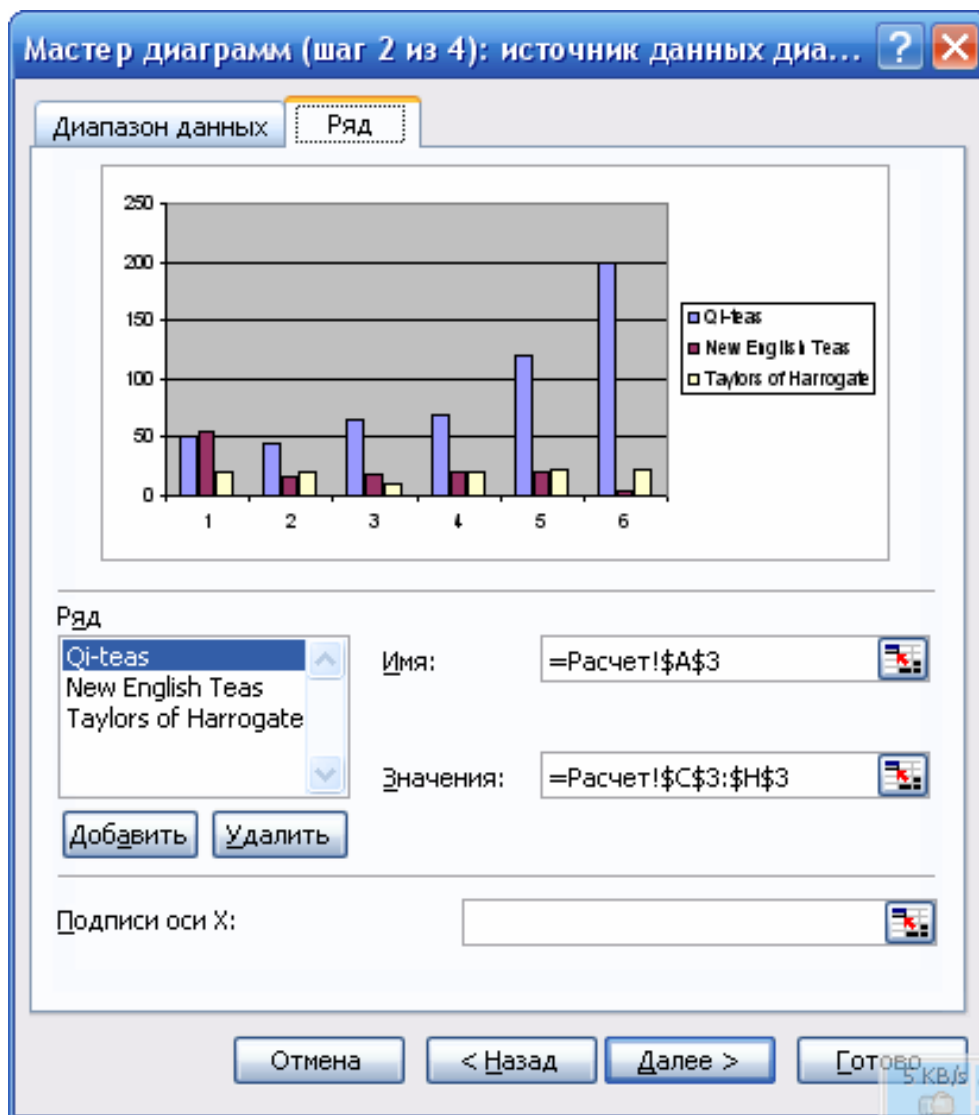 Мастер диаграмм (шаг 2 из 4): источник данных диа...
Диапазон данных
Ряд
250
200
150
100
50
0
1 2 3 4 5 6
Qi-teas
New English Teas
Taylors of Harrogate
Ряд
Qi-teas
New English Teas
Taylors of Harrogate
Имя: =Расчет!$A$3
Значения: =Расчет!$C$3:$H$3
Добавить Удалить
Подписи оси X:
Отмена < Назад Далее > Готово
5 KB/s